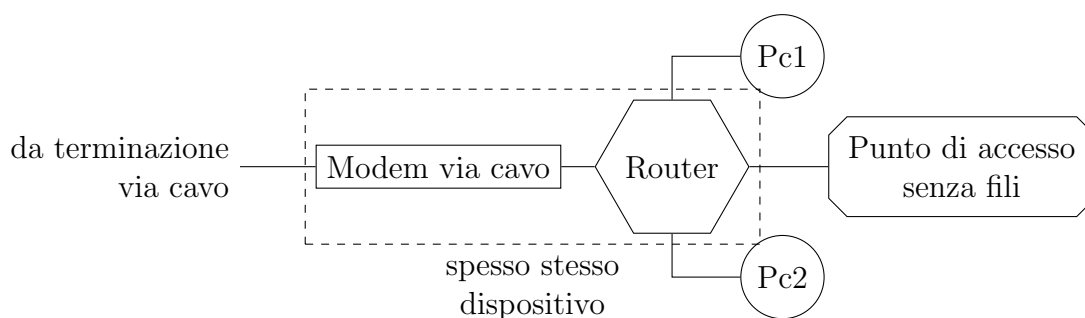 Pc1
da terminazione
via cavo
Modem via cavo
Router
Punto di accesso
senza fili
spesso stesso
dispositivo
Pc2